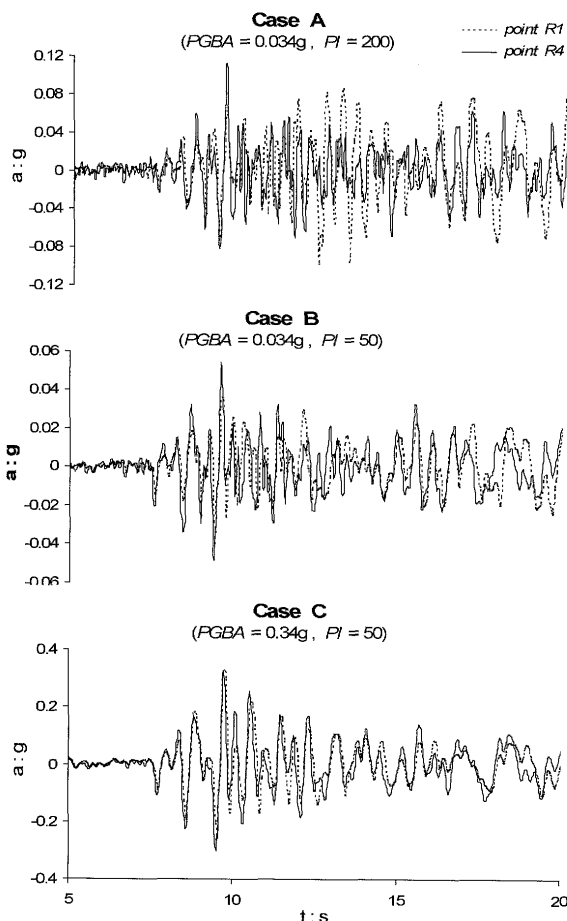 Case A
(PGBA = 0.034g , PI = 200)
point R1
point R4
0.12
0.08
0.04
0
-0.04
-0.08
-0.12
a : g
Case B
(PGBA = 0.034g , PI = 50)
0.06
0.04
0.02
0
-0.02
-0.04
-0.06
a : g
Case C
(PGBA = 0.34g , PI = 50)
0.4
0.2
0
-0.2
-0.4
a : g
5
10
15
20
t : s